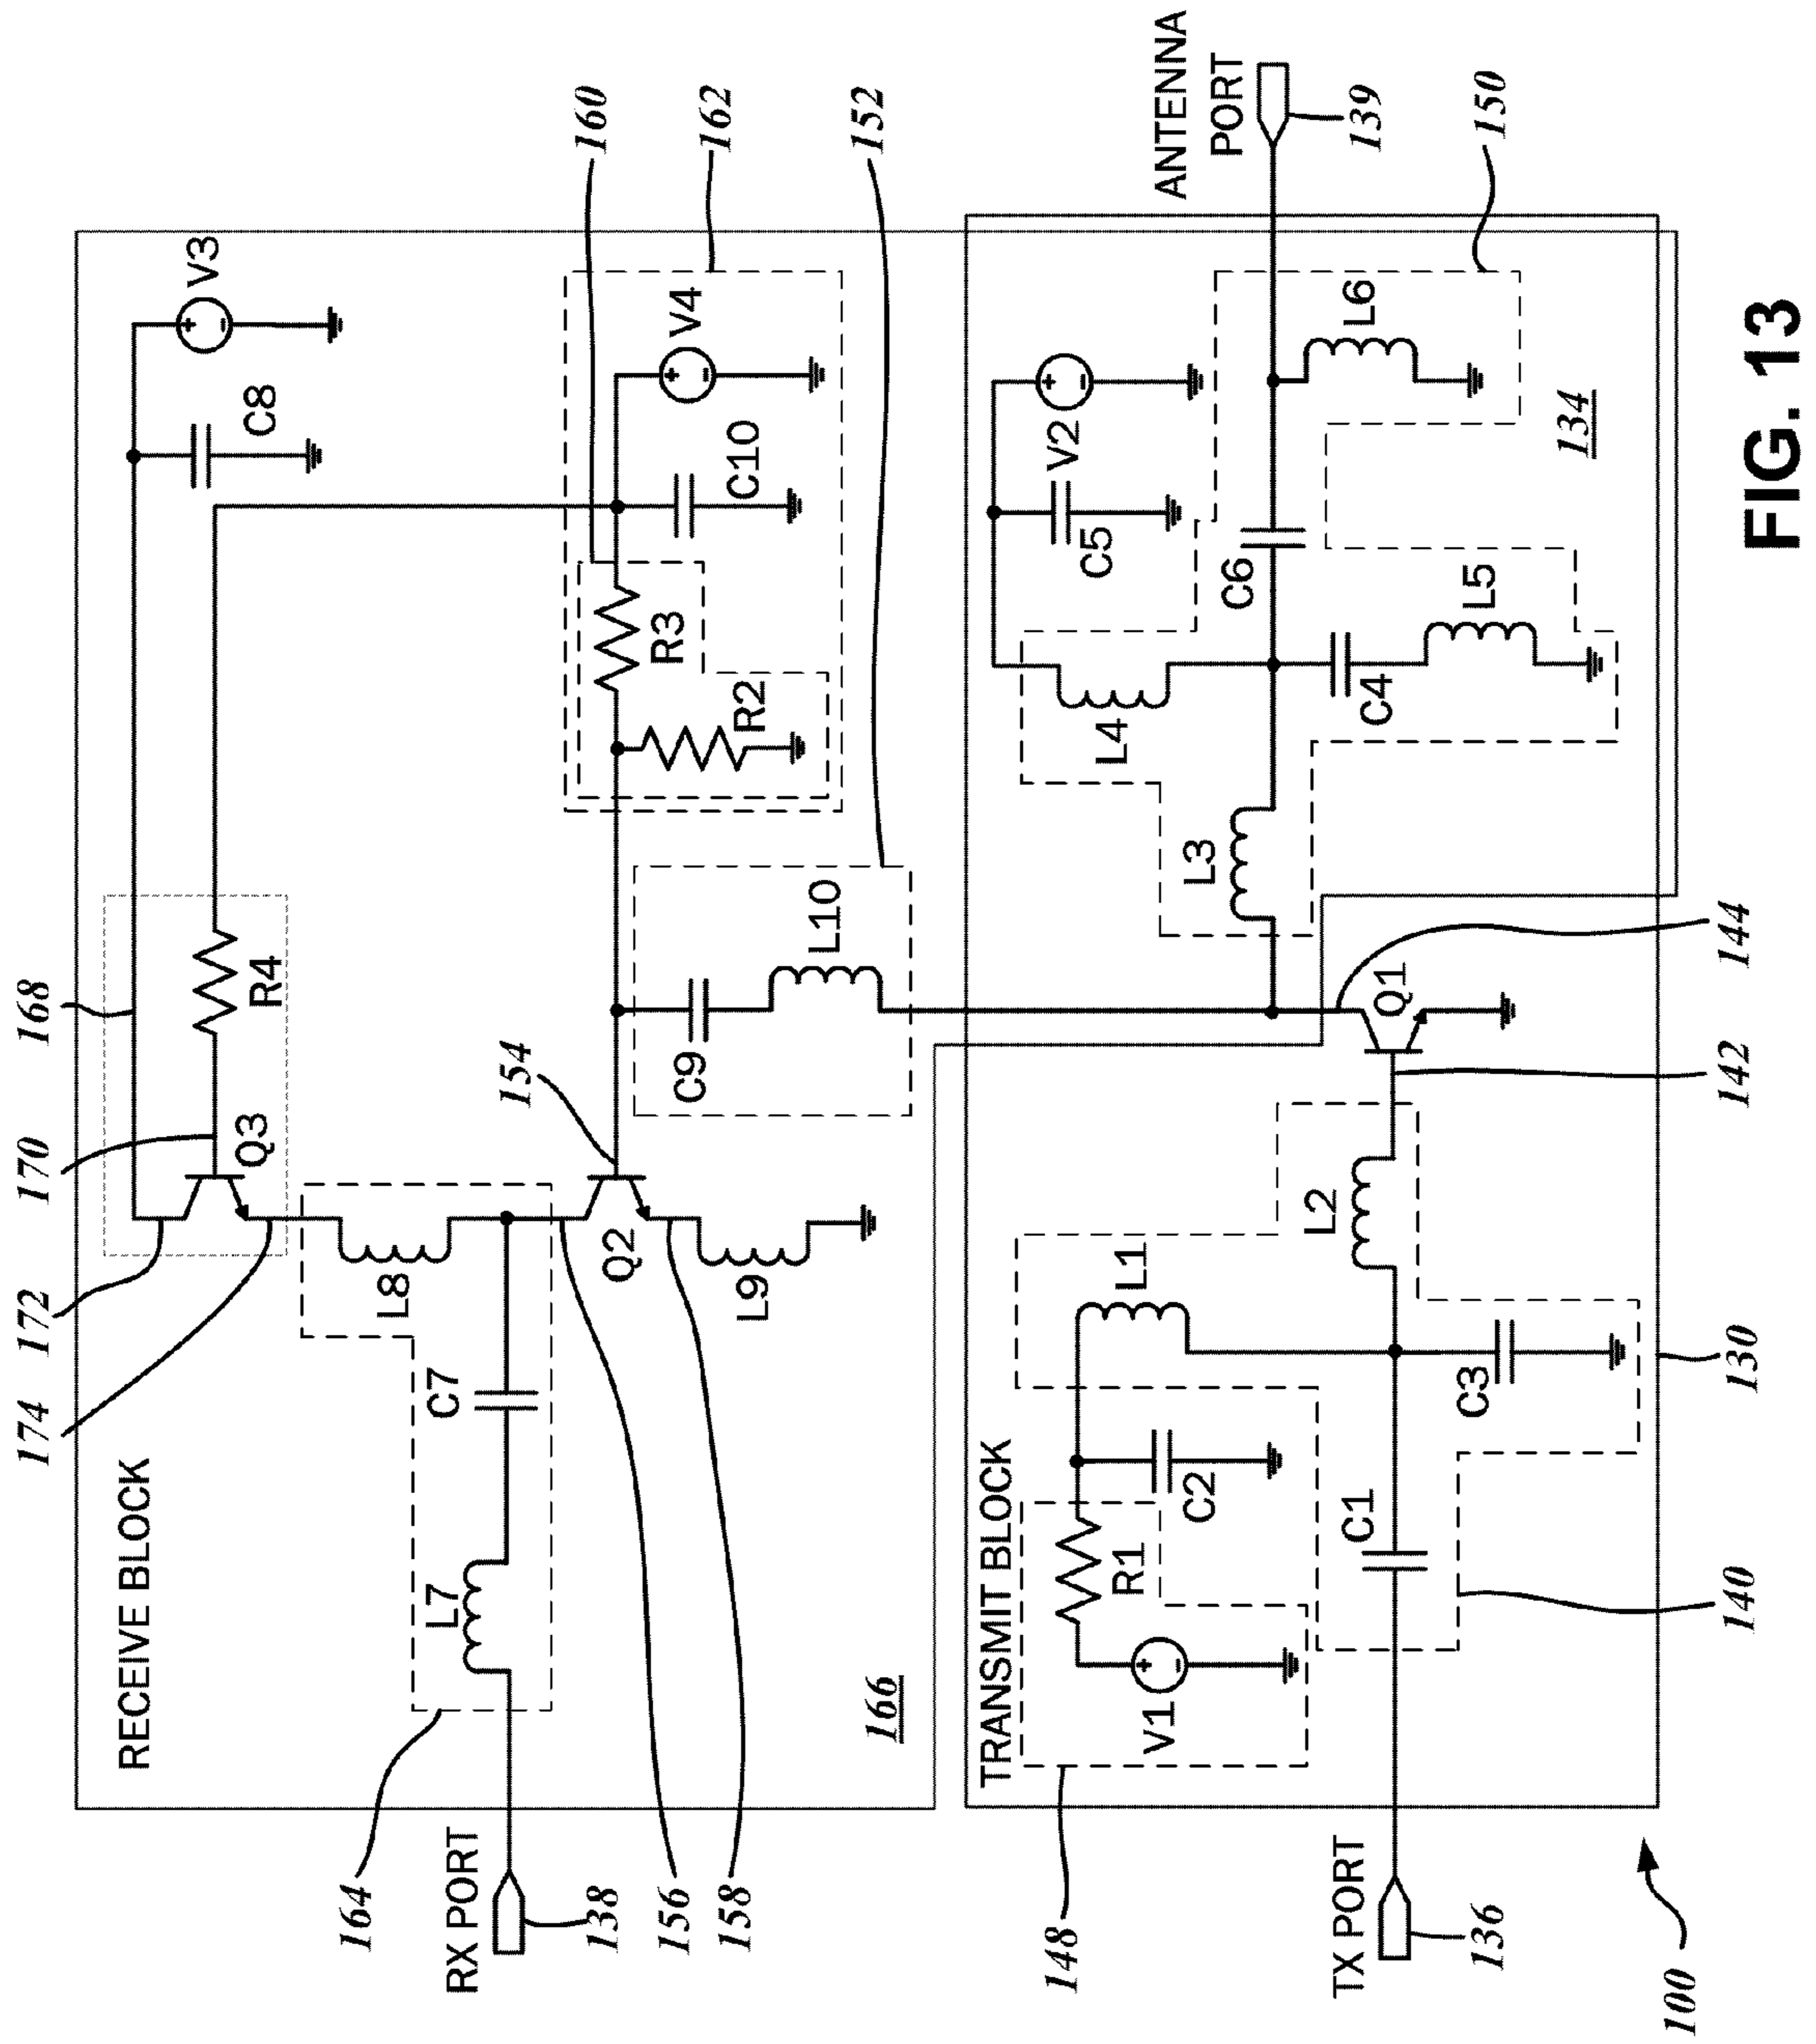 168
170
172
174
RECEIVE BLOCK
Q3
R4
C8
V3
160
162
152
L8
C7
L7
164
RX PORT
138
156
158
154
Q2
L9
C9
L10
R2
R3
C10
V4
166
TRANSMIT BLOCK
V1
R1
C2
L1
L2
C1
C3
148
TX PORT
136
140
130
142
144
Q1
L3
L4
C4
L5
C5
V2
C6
L6
134
ANTENNA
PORT
139
150
100
FIG. 13